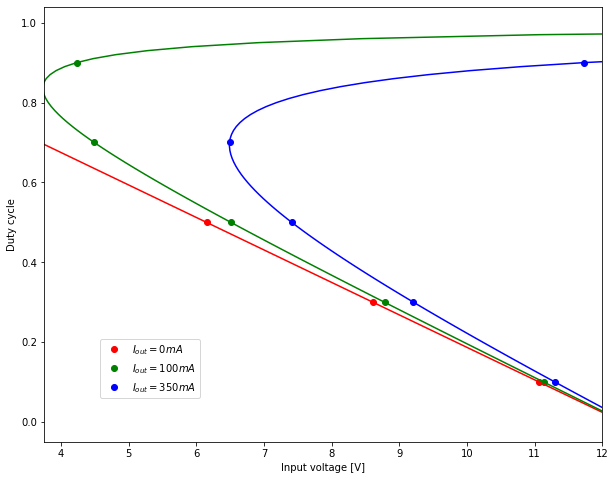 1.0
0.8
0.6
0.4
0.2
0.0
Duty cycle
I_out = 0mA
I_out = 100mA
I_out = 350mA
4 5 6 7 8 9 10 11 12
Input voltage [V]